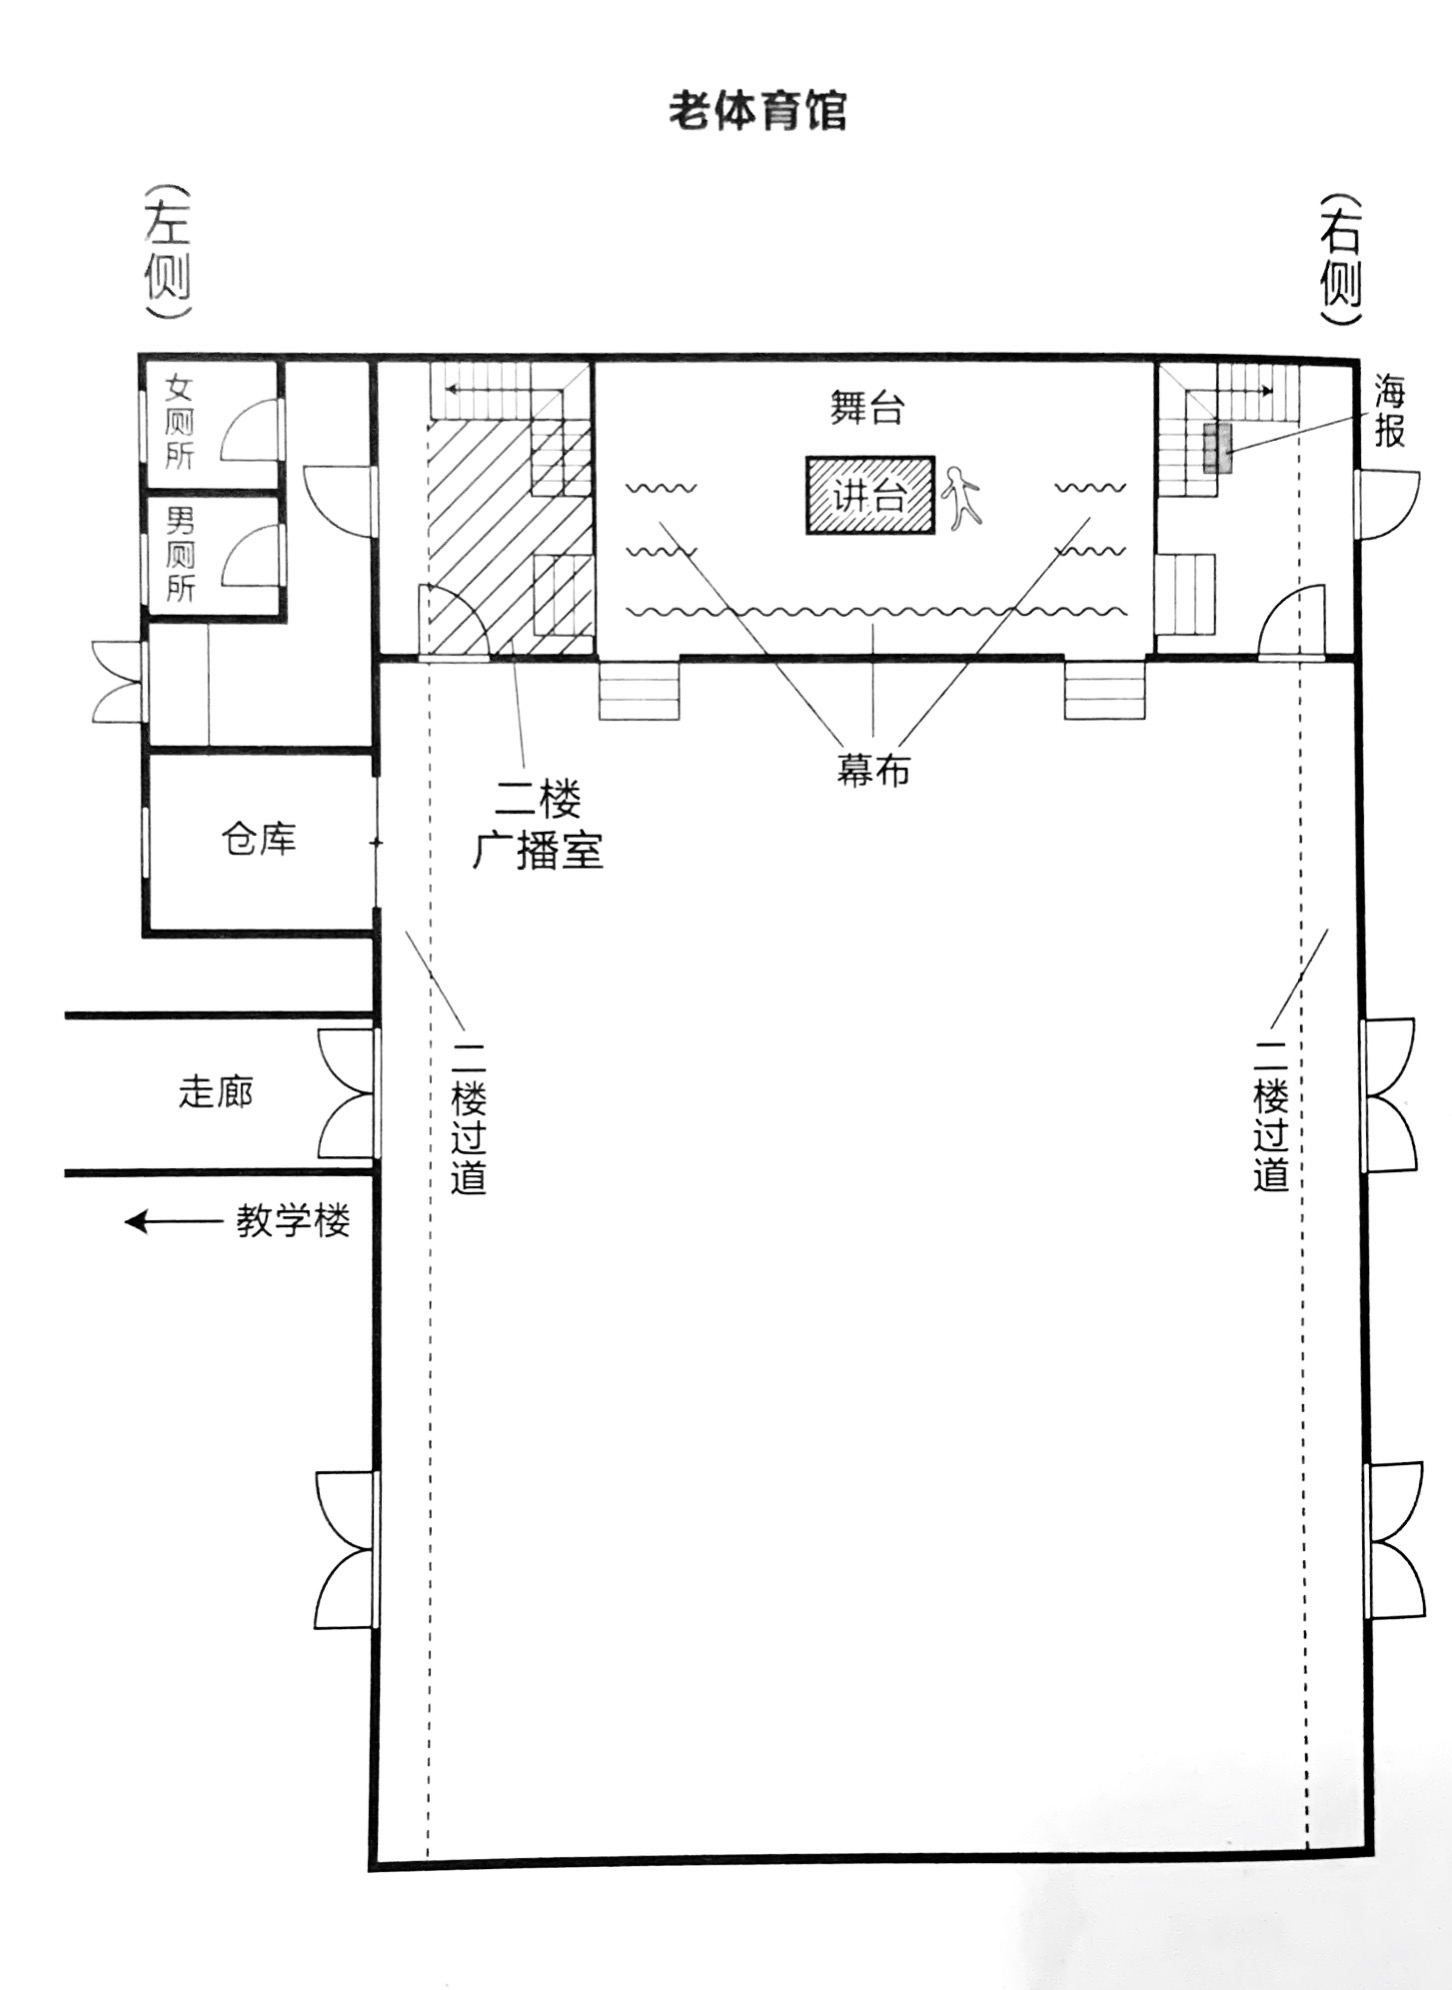 老体育馆
（左侧）
（右侧）
女厕所
舞台
海报
讲台
男厕所
幕布
二楼
广播室
仓库
二楼过道
二楼过道
走廊
教学楼